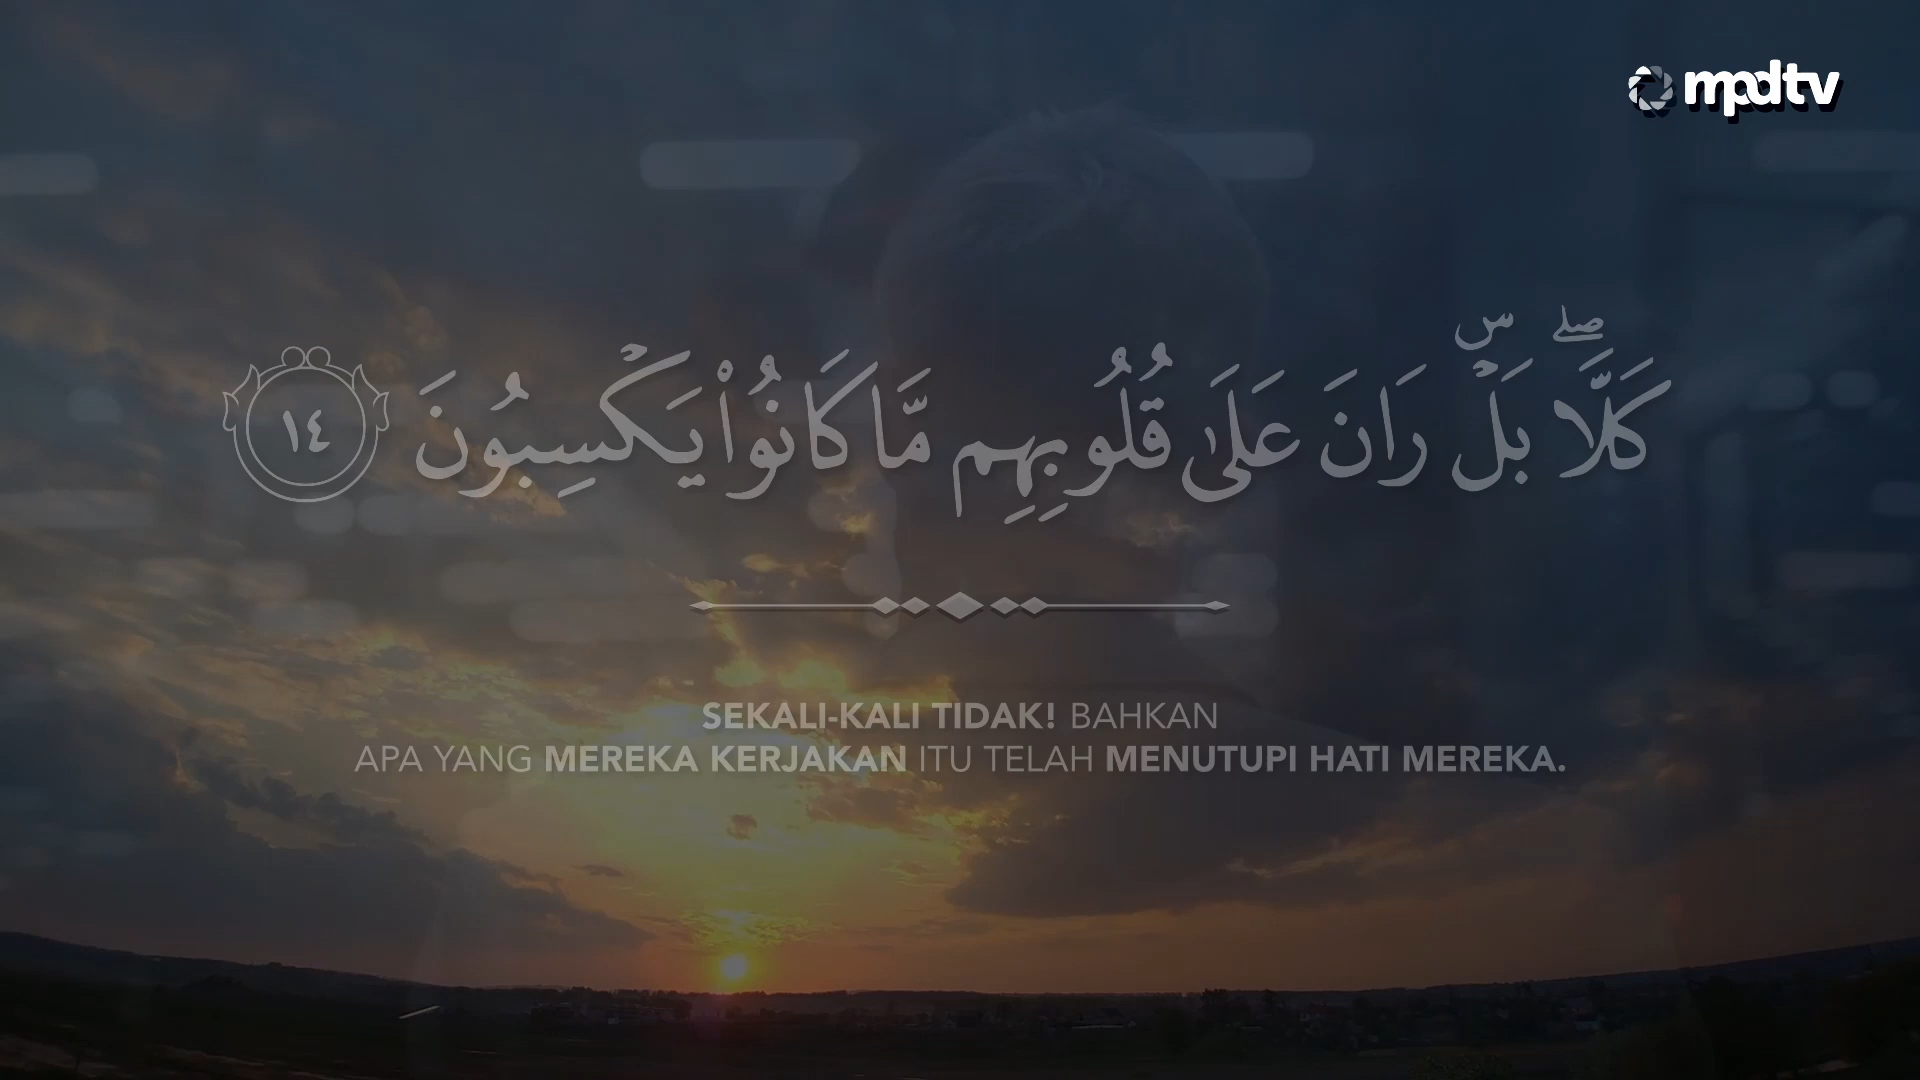 mpdtv
كَلَّاۖ بَلْۜ رَانَ عَلَىٰ قُلُوبِهِم مَّا كَانُوا۟ يَكْسِبُونَ ١٤
SEKALI-KALI TIDAK! BAHKAN
APA YANG MEREKA KERJAKAN ITU TELAH MENUTUPI HATI MEREKA.